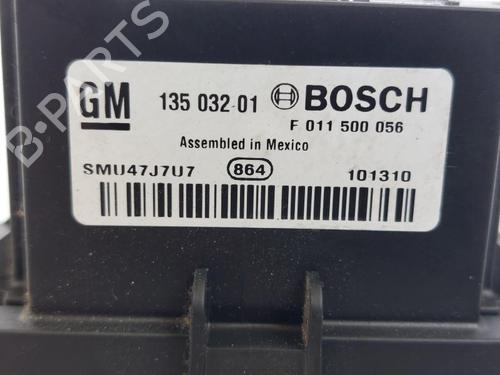 B-PARTS
GM 135 032 01 BOSCH
F 011 500 056
Assembled in Mexico
SMU47J7U7 864 101310